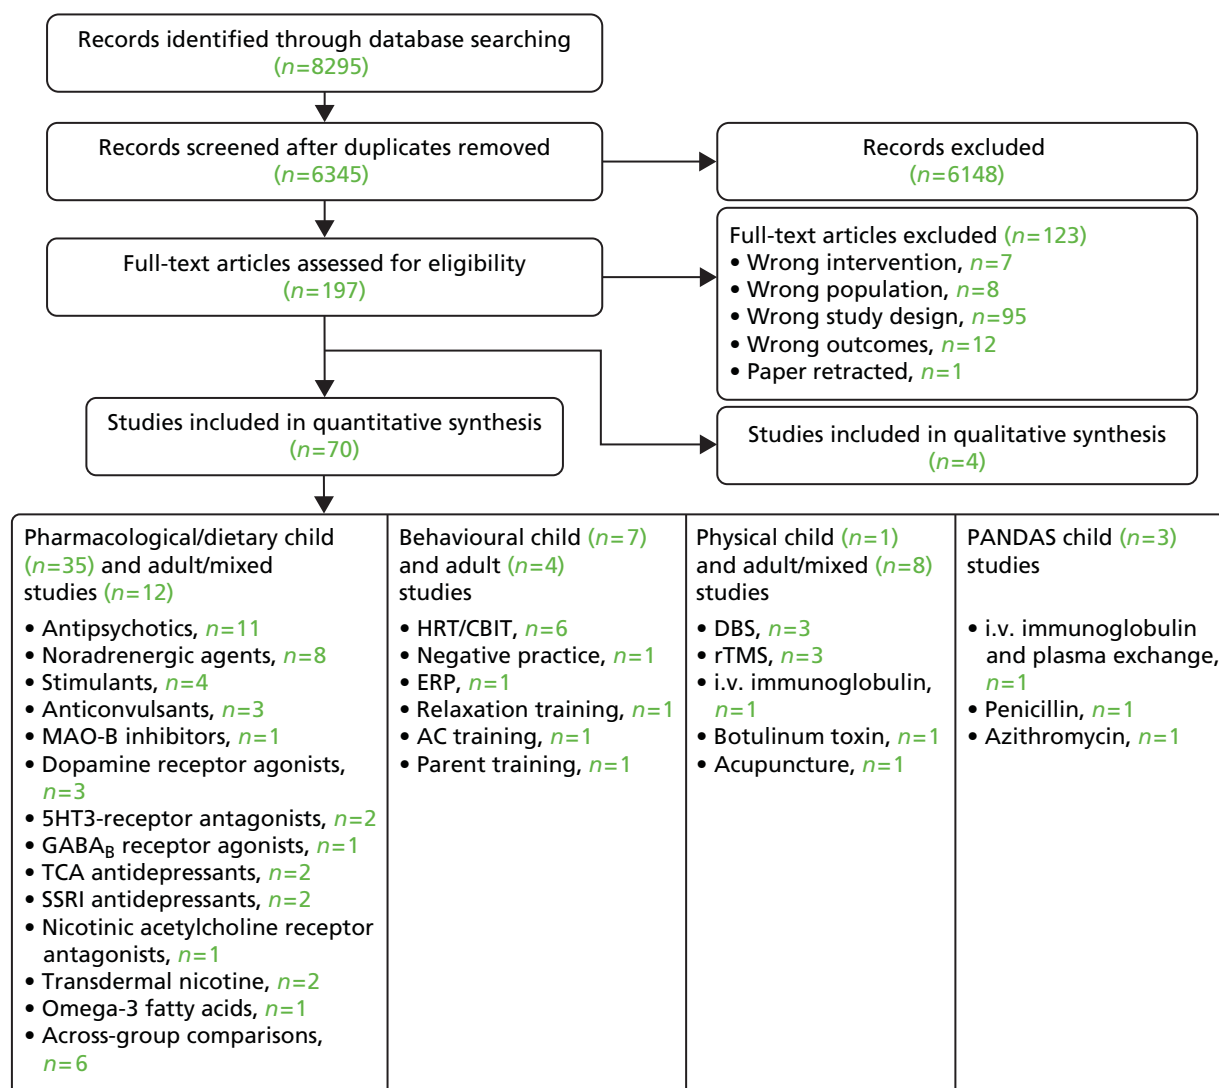 Records identified through database searching
(n=8295)
Records screened after duplicates removed
(n=6345)
Records excluded
(n=6148)
Full-text articles assessed for eligibility
(n=197)
Full-text articles excluded (n=123)
• Wrong intervention, n=7
• Wrong population, n=8
• Wrong study design, n=95
• Wrong outcomes, n=12
• Paper retracted, n=1
Studies included in quantitative synthesis
(n=70)
Studies included in qualitative synthesis
(n=4)
Pharmacological/dietary child
(n=35) and adult/mixed
studies (n=12)
• Antipsychotics, n=11
• Noradrenergic agents, n=8
• Stimulants, n=4
• Anticonvulsants, n=3
• MAO-B inhibitors, n=1
• Dopamine receptor agonists,
n=3
• 5HT3-receptor antagonists, n=2
• GABAB receptor agonists, n=1
• TCA antidepressants, n=2
• SSRI antidepressants, n=2
• Nicotinic acetylcholine receptor
antagonists, n=1
• Transdermal nicotine, n=2
• Omega-3 fatty acids, n=1
• Across-group comparisons,
n=6
Behavioural child (n=7)
and adult (n=4)
studies
• HRT/CBIT, n=6
• Negative practice, n=1
• ERP, n=1
• Relaxation training, n=1
• AC training, n=1
• Parent training, n=1
Physical child (n=1)
and adult/mixed (n=8)
studies
• DBS, n=3
• rTMS, n=3
• i.v. immunoglobulin,
n=1
• Botulinum toxin, n=1
• Acupuncture, n=1
PANDAS child (n=3)
studies
• i.v. immunoglobulin
and plasma exchange,
n=1
• Penicillin, n=1
• Azithromycin, n=1